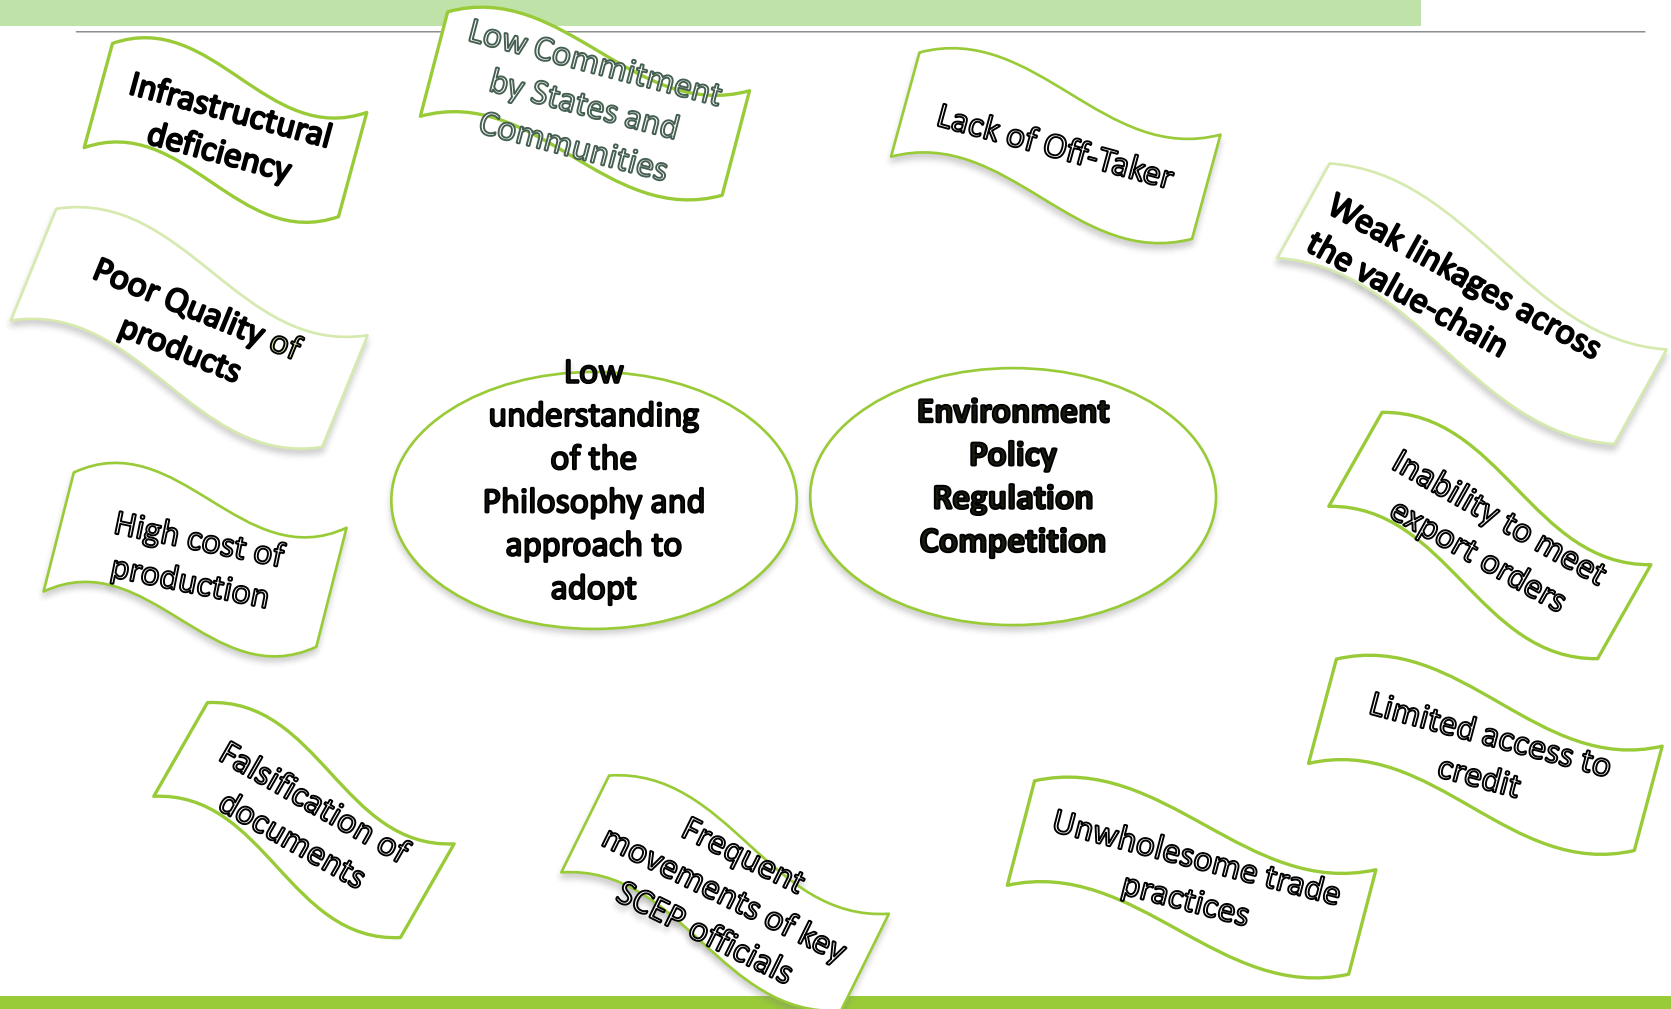 Infrastructural
deficiency
Low Commitment
by States and
Communities
Lack of Off-Taker
Weak linkages across
the value-chain
Poor Quality of
products
Low
understanding
of the
Philosophy and
approach to
adopt
Environment
Policy
Regulation
Competition
Inability to meet
export orders
High cost of
production
Limited access to
credit
Falsification of
documents
Frequent
movements of key
SCEP officials
Unwholesome trade
practices